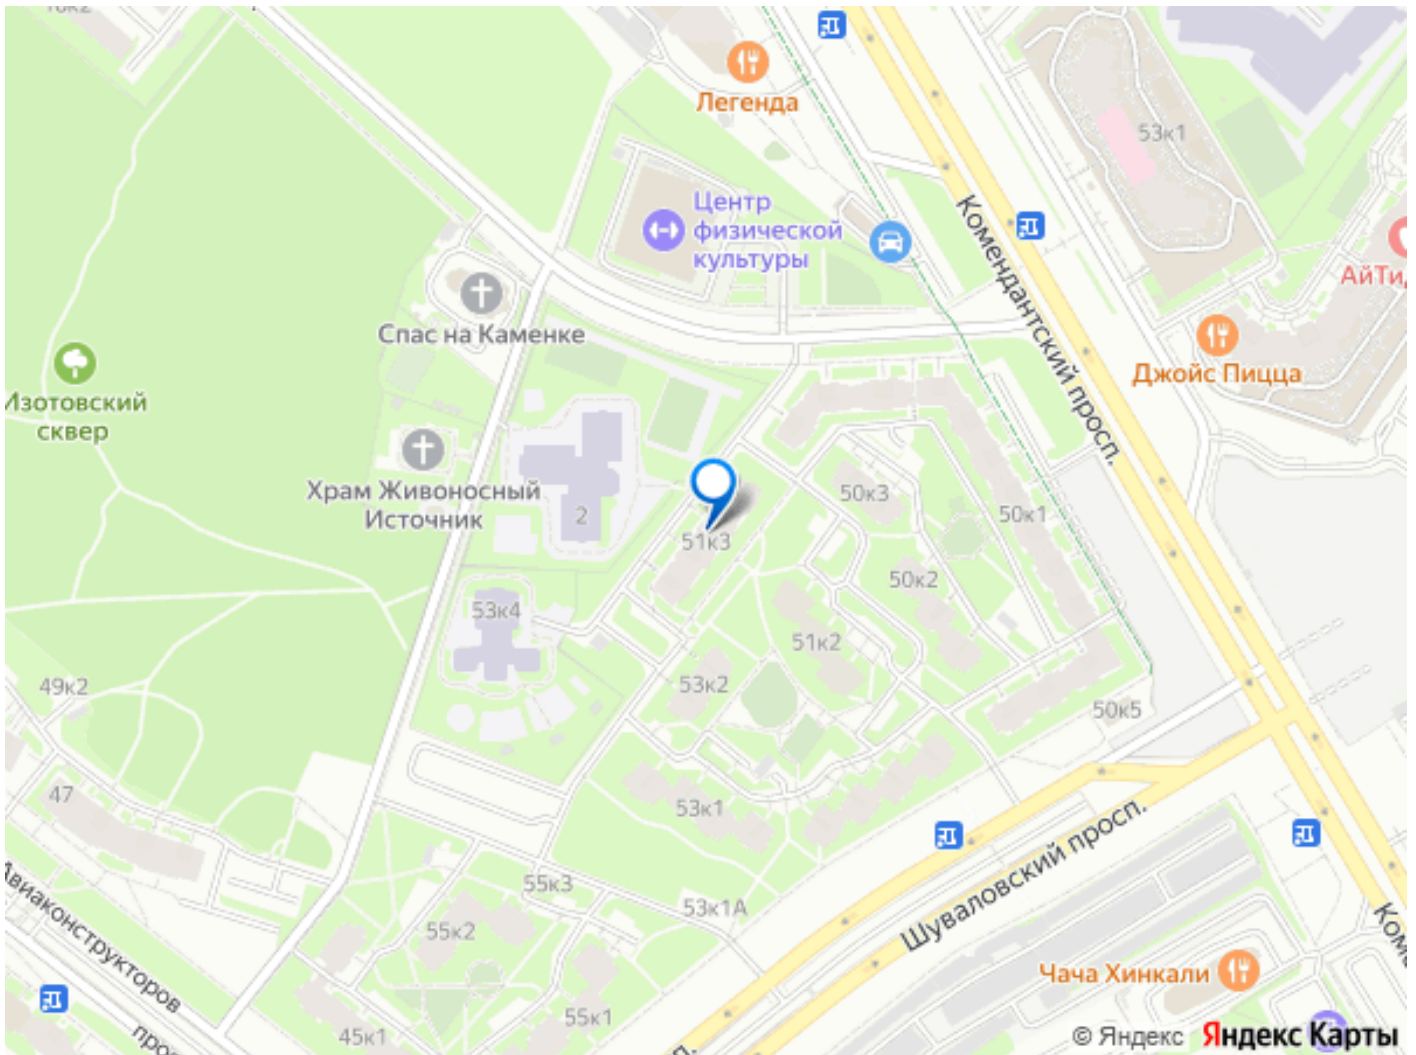 Легенда
53к1
Центр
физической
культуры
Комендантский просп.
АйТи
Спас на Каменке
Джойс Пицца
Изотовский
сквер
Храм Живоносный
Источник
2
50к3
50к1
51к3
50к2
53к4
51к2
49к2
53к2
50к5
47
53к1
Шуваловский просп.
55к3
53к1А
Авиаконструкторов
55к2
Чача Хинкали
45к1
55к1
© Яндекс Яндекс Карты